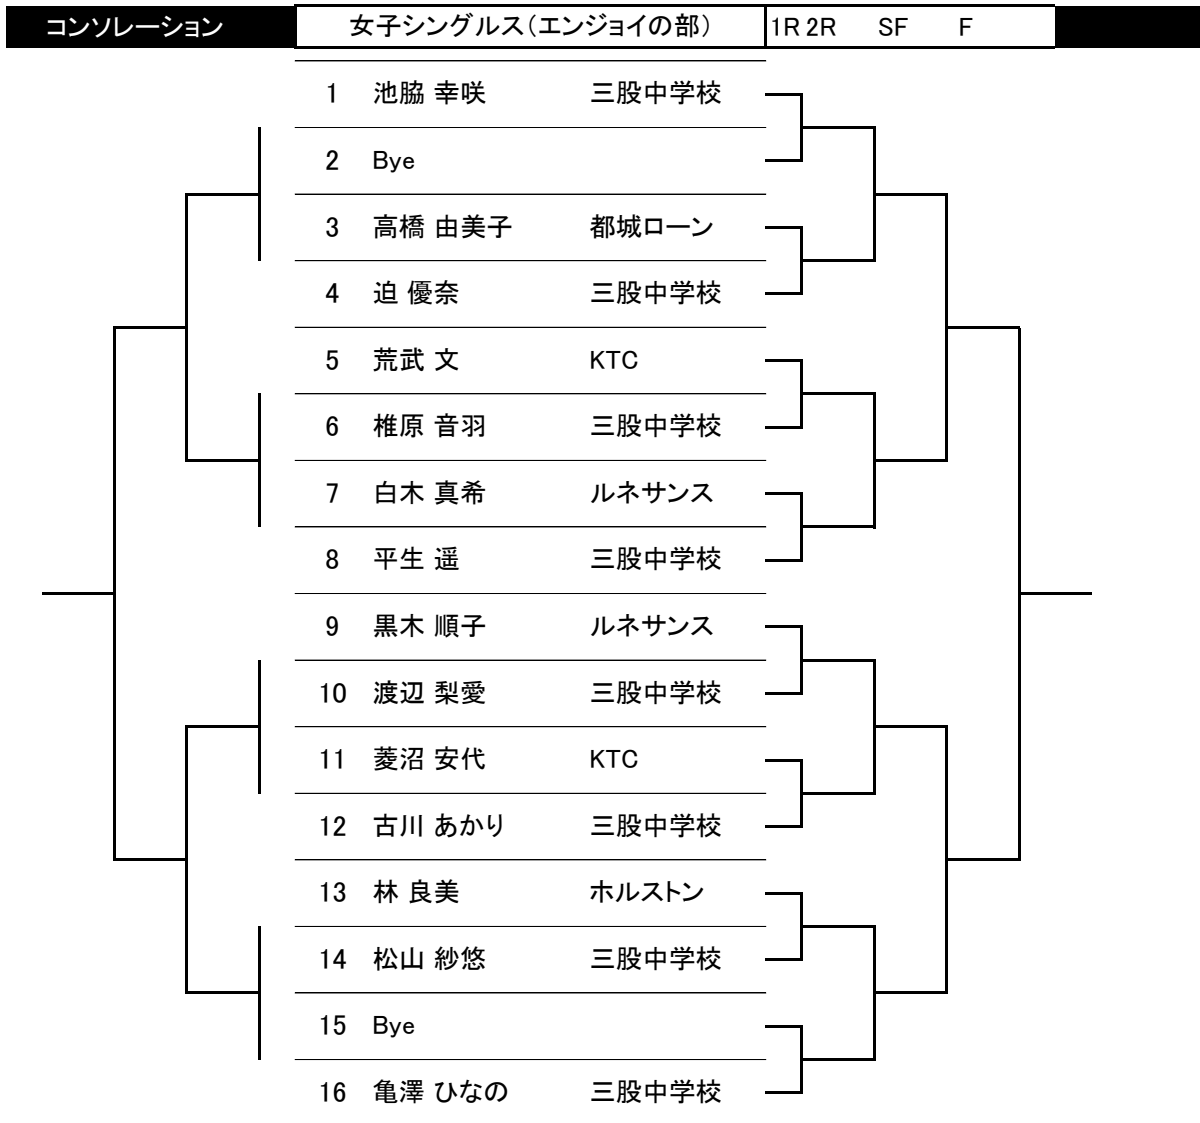 コンソレーション 女子シングルス（エンジョイの部） 1R 2R SF F
1 池脇 幸咲 三股中学校
2 Bye
3 高橋 由美子 都城ローン
4 迫 優奈 三股中学校
5 荒武 文 KTC
6 椎原 音羽 三股中学校
7 白木 真希 ルネサンス
8 平生 遥 三股中学校
9 黒木 順子 ルネサンス
10 渡辺 梨愛 三股中学校
11 菱沼 安代 KTC
12 古川 あかり 三股中学校
13 林 良美 ホルストン
14 松山 紗悠 三股中学校
15 Bye
16 亀澤 ひなの 三股中学校